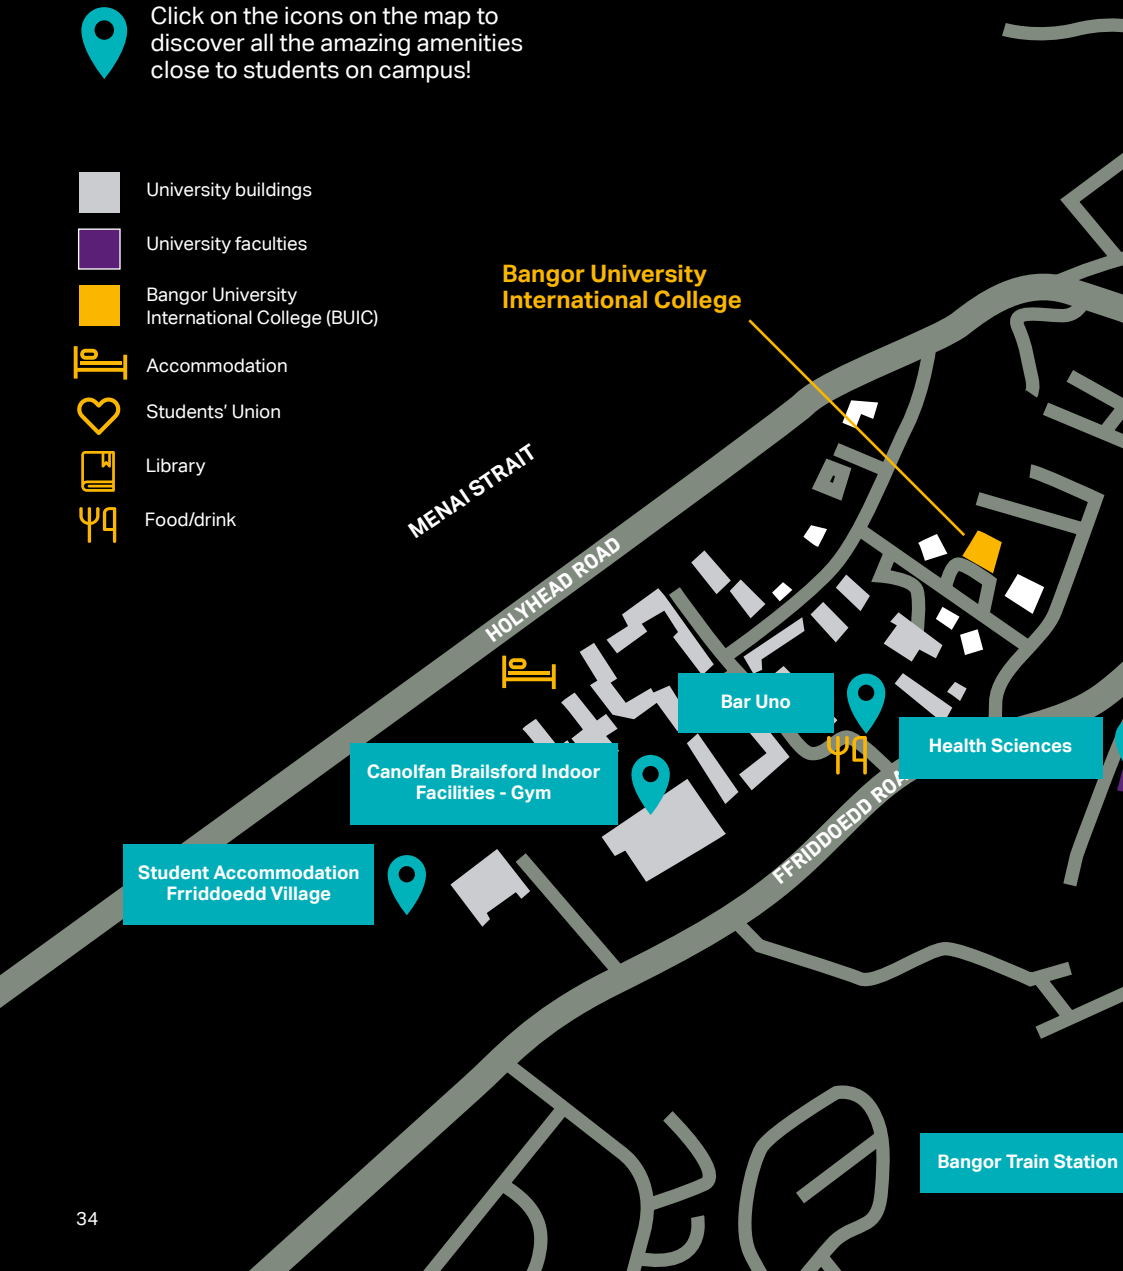 Click on the icons on the map to
discover all the amazing amenities
close to students on campus!
University buildings
University faculties
Bangor University
International College (BUIC)
Accommodation
Students' Union
Library
Food/drink
Bangor University
International College
MENAI STRAIT
HOLYHEAD ROAD
Bar Uno
Health Sciences
Canolfan Brailsford Indoor
Facilities - Gym
FFRIDDOEDD ROA
Student Accommodation
Frriddoedd Village
Bangor Train Station
34